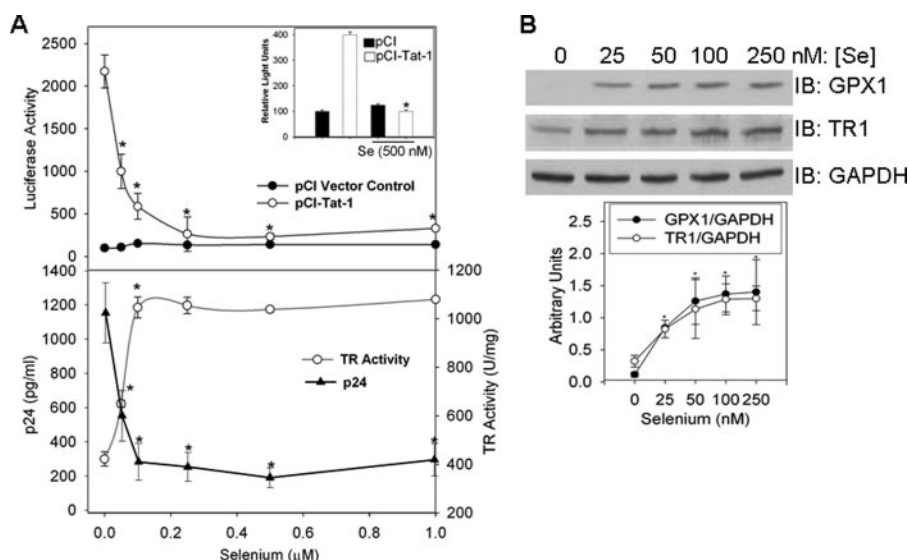 A
2500
2000
1500
1000
500
0
Luciferase Activity
400
300
200
100
0
Relative Light Units
pCI
pCI-Tat-1
*
Se (500 nM)
* * * * *
pCI Vector Control
pCI-Tat-1
1400
1200
1000
800
600
400
200
0
p24 (pg/ml)
1200
1000
800
600
400
200
TR Activity (U/mg)
* * * * * *
TR Activity
p24
0.0 0.2 0.4 0.6 0.8 1.0
Selenium (μM)
B
0 25 50 100 250 nM: [Se]
IB: GPX1
IB: TR1
IB: GAPDH
GPX1/GAPDH
TR1/GAPDH
2.5
2.0
1.5
1.0
0.5
0.0
Arbitrary Units
* * * *
0 25 50 100 250
Selenium (nM)